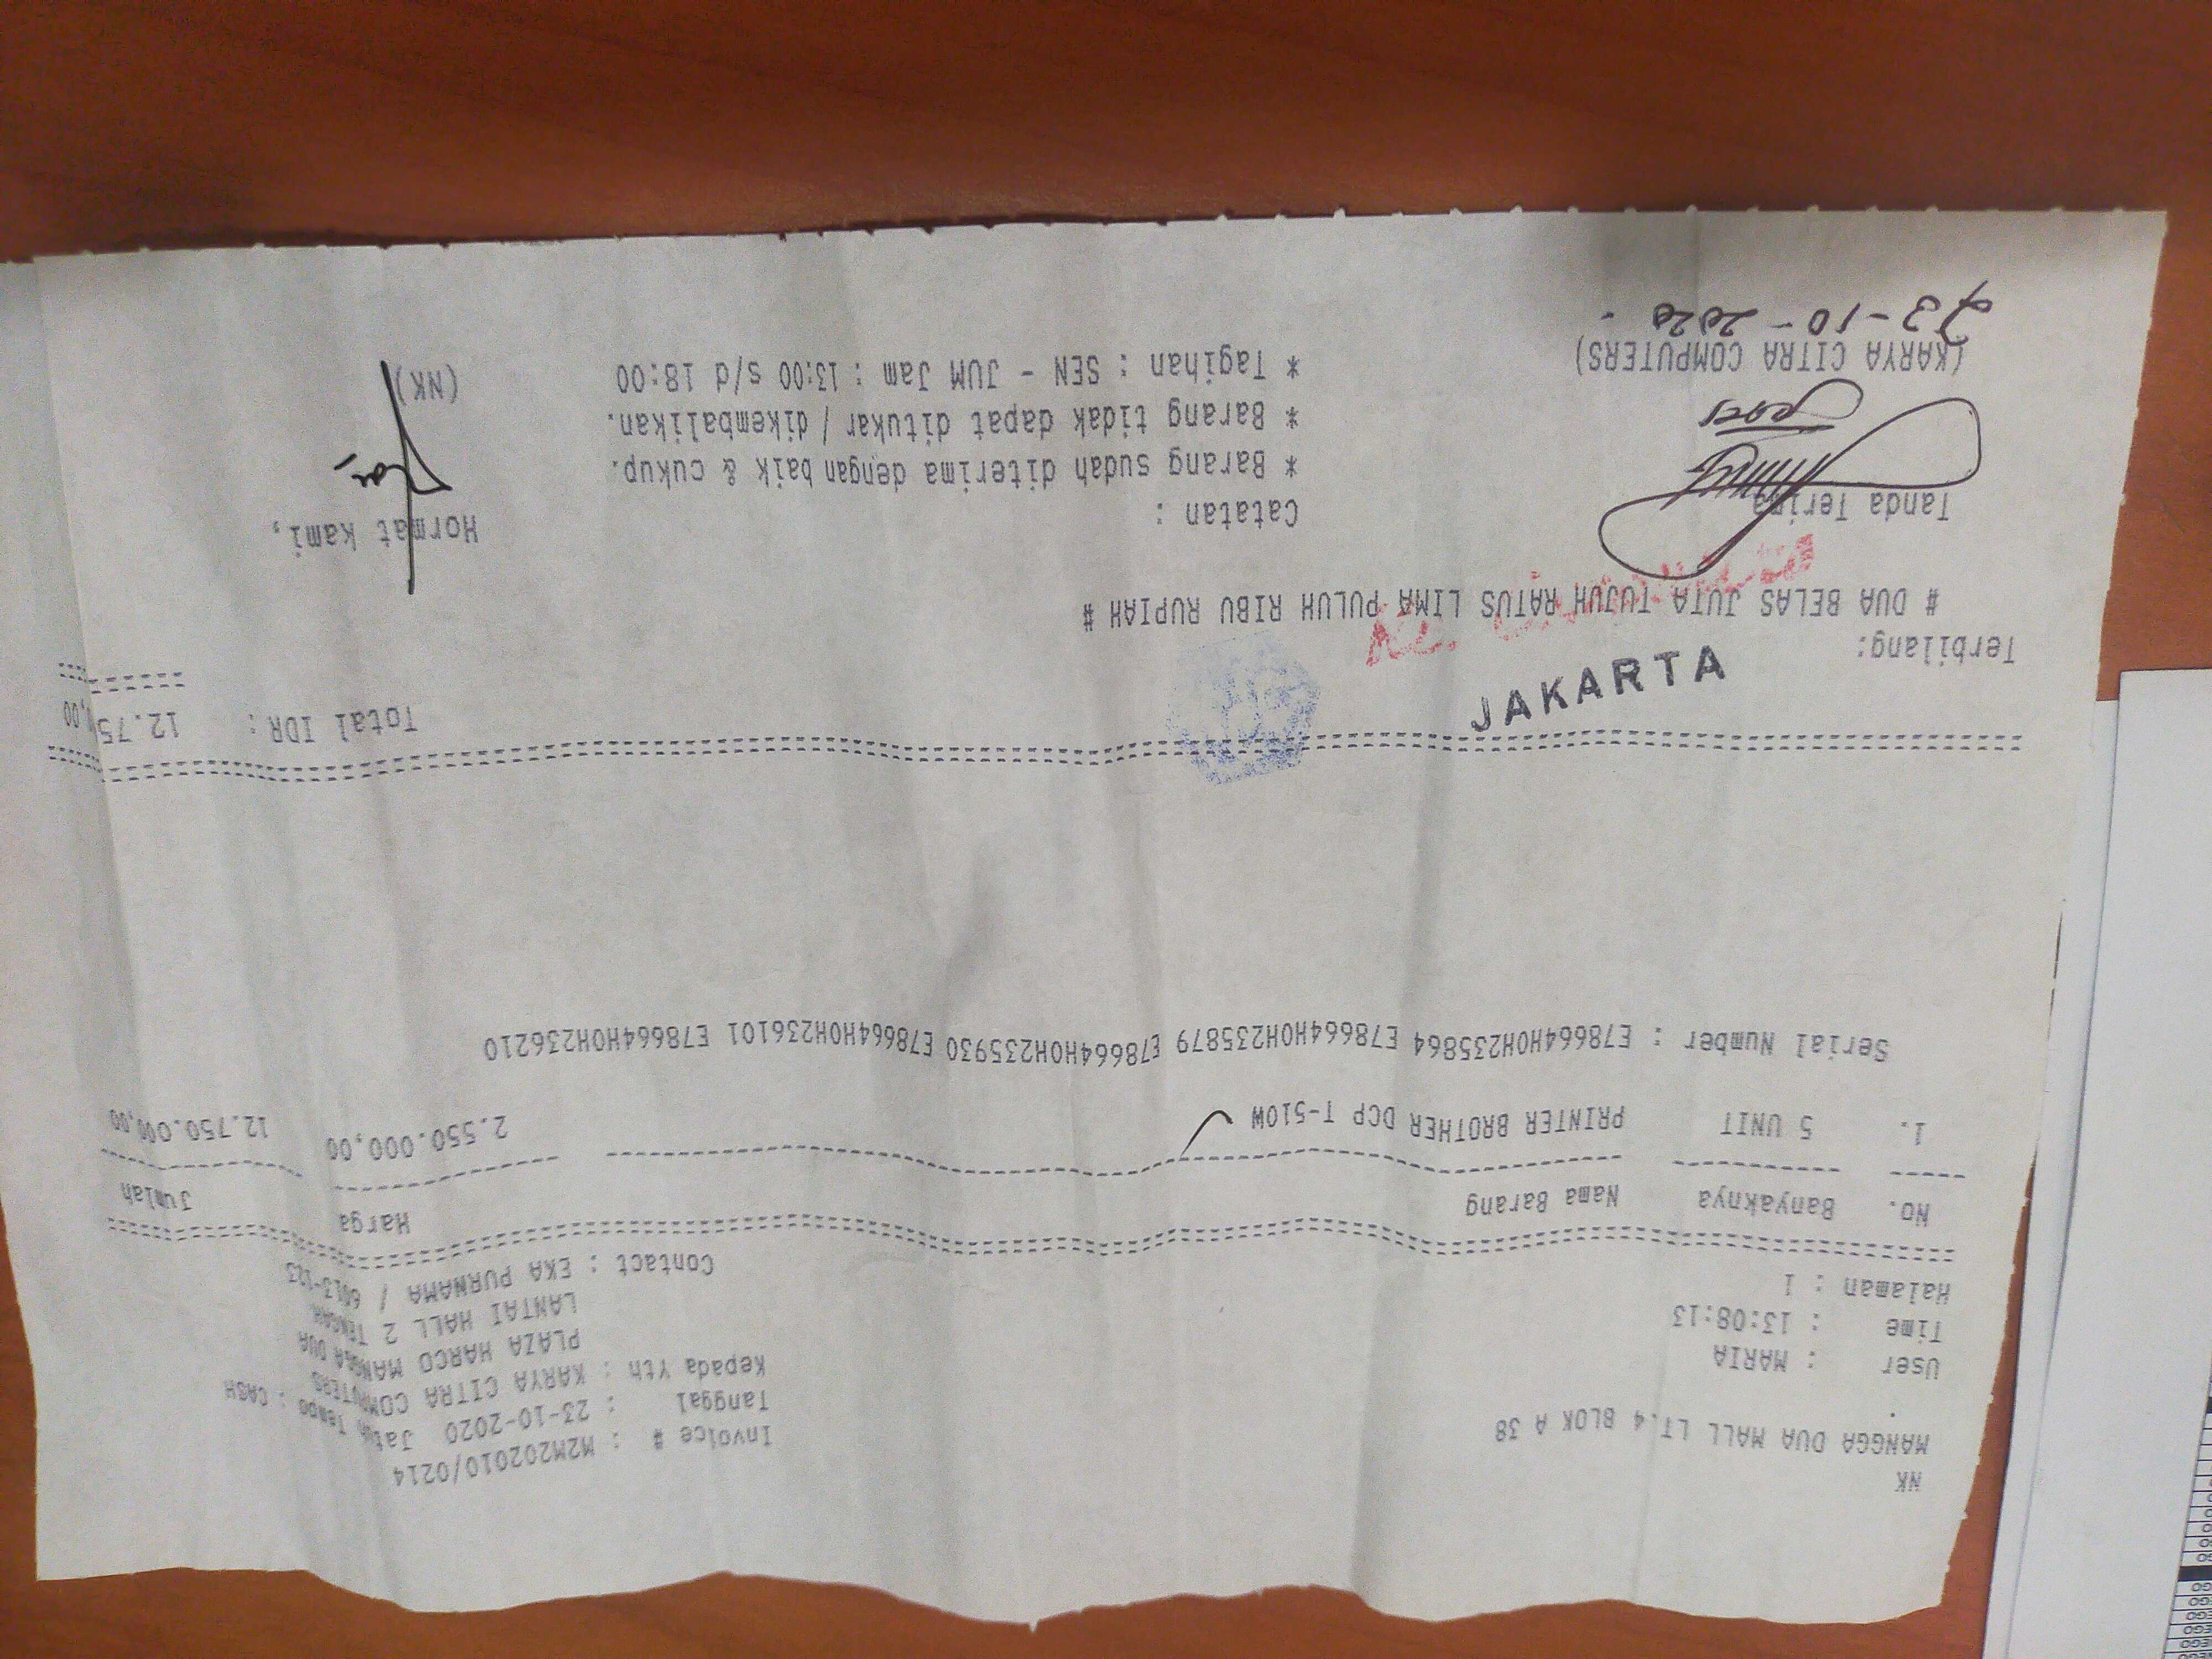 NK
MANGGA DUA MALL LT.4 BLOK A 38
User : MARIA
Time : 13:08:13
Halaman : 1
Invoice # : M2M202010/0214
Tanggal : 23-10-2020 Jatuh Tempo : CASH
Kepada Yth : KARYA CITRA COMPUTERS
PLAZA HARCO MANGGA DUA
LANTAI HALL 2 TENGAH
Contact : EKA PURNAMA / 6013-123
No. Banyaknya Nama Barang Harga Jumlah
1. 5 UNIT PRINTER BROTHER DCP T-510W 2.550.000,00 12.750.000,00
Serial Number : E78664H0H235864 E78664H0H235879 E78664H0H235930 E78664H0H236101 E78664H0H236210
Total IDR : 12.75 ,00
JAKARTA
Terbilang:
# DUA BELAS JUTA TUJUH RATUS LIMA PULUH RIBU RUPIAH #
Tanda Terima
(KARYA CITRA COMPUTERS)
23-10-2020
Catatan :
* Barang sudah diterima dengan baik & cukup.
* Barang tidak dapat ditukar / dikembalikan.
* Tagihan : SEN - JUM Jam : 13:00 s/d 18:00
Hormat kami,
(NK)